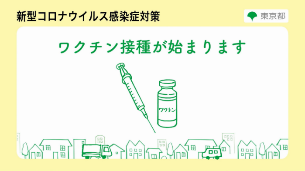 新型コロナウイルス感染症対策
東京都
ワクチン接種が始まります
ワクチン